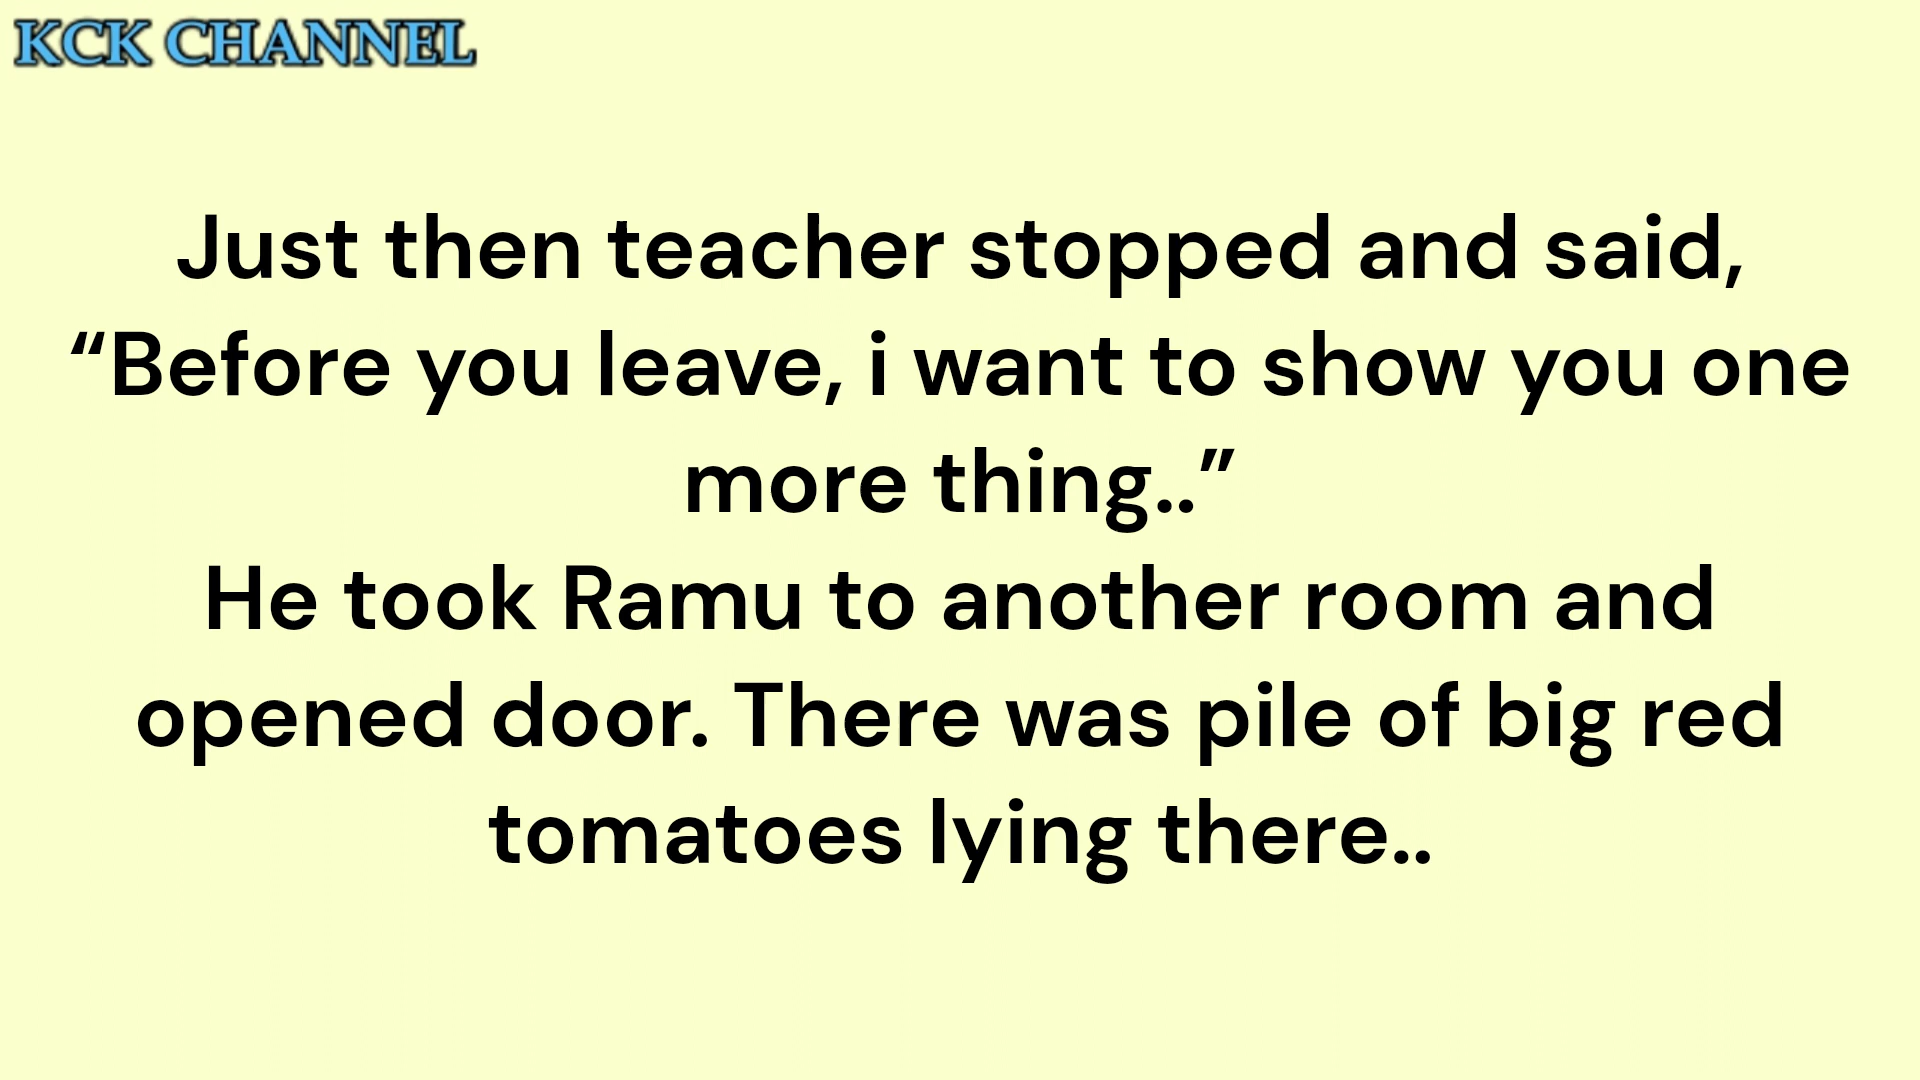 KCK CHANNEL
Just then teacher stopped and said,
“Before you leave, i want to show you one
more thing..”
He took Ramu to another room and
opened door. There was pile of big red
tomatoes lying there..